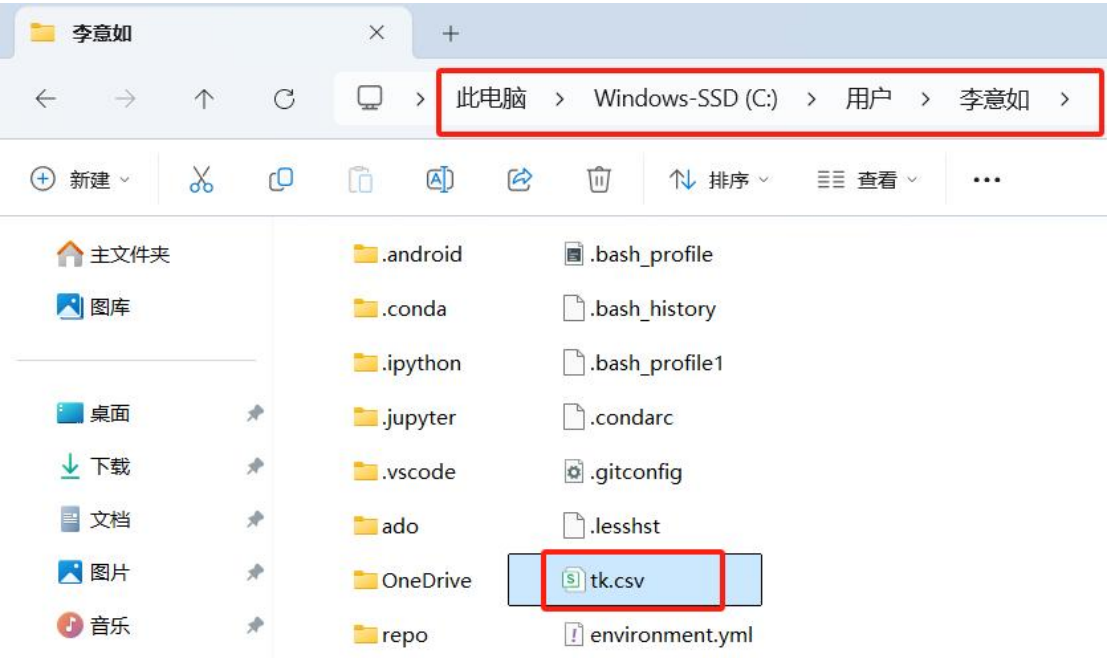 李意如
此电脑 > Windows-SSD (C:) > 用户 > 李意如 >
新建 排序 查看
主文件夹
图库
桌面
下载
文档
图片
音乐
.android
.conda
.ipython
.jupyter
.vscode
ado
OneDrive
repo
.bash_profile
.bash_history
.bash_profile1
.condarc
.gitconfig
.lesshst
tk.csv
environment.yml